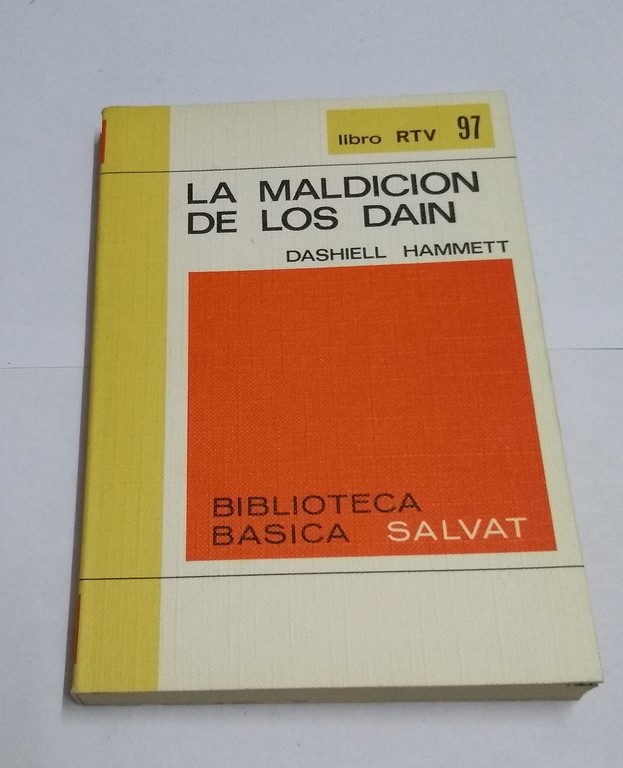 libro RTV 97
LA MALDICION
DE LOS DAIN
DASHIELL HAMMETT
BIBLIOTECA
BASICA SALVAT